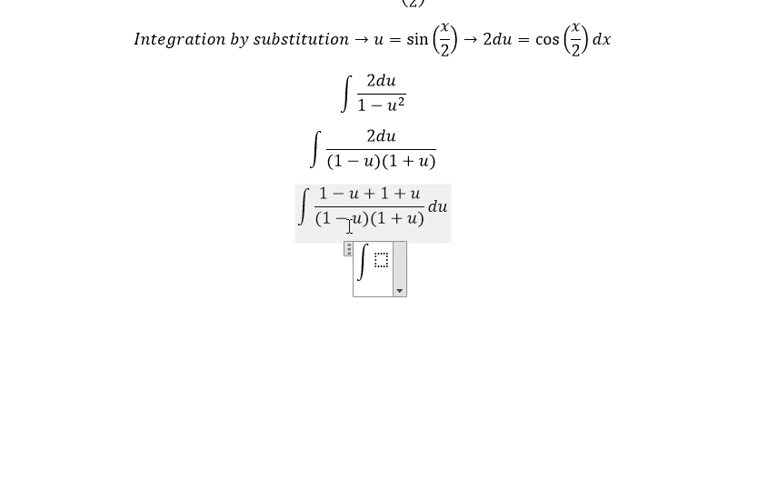 Integration by substitution → u = sin(x/2) → 2du = cos(x/2) dx
∫ 2du / (1 − u²)
∫ 2du / ((1 − u)(1 + u))
∫ (1 − u + 1 + u) / ((1 − u)(1 + u)) du
∫